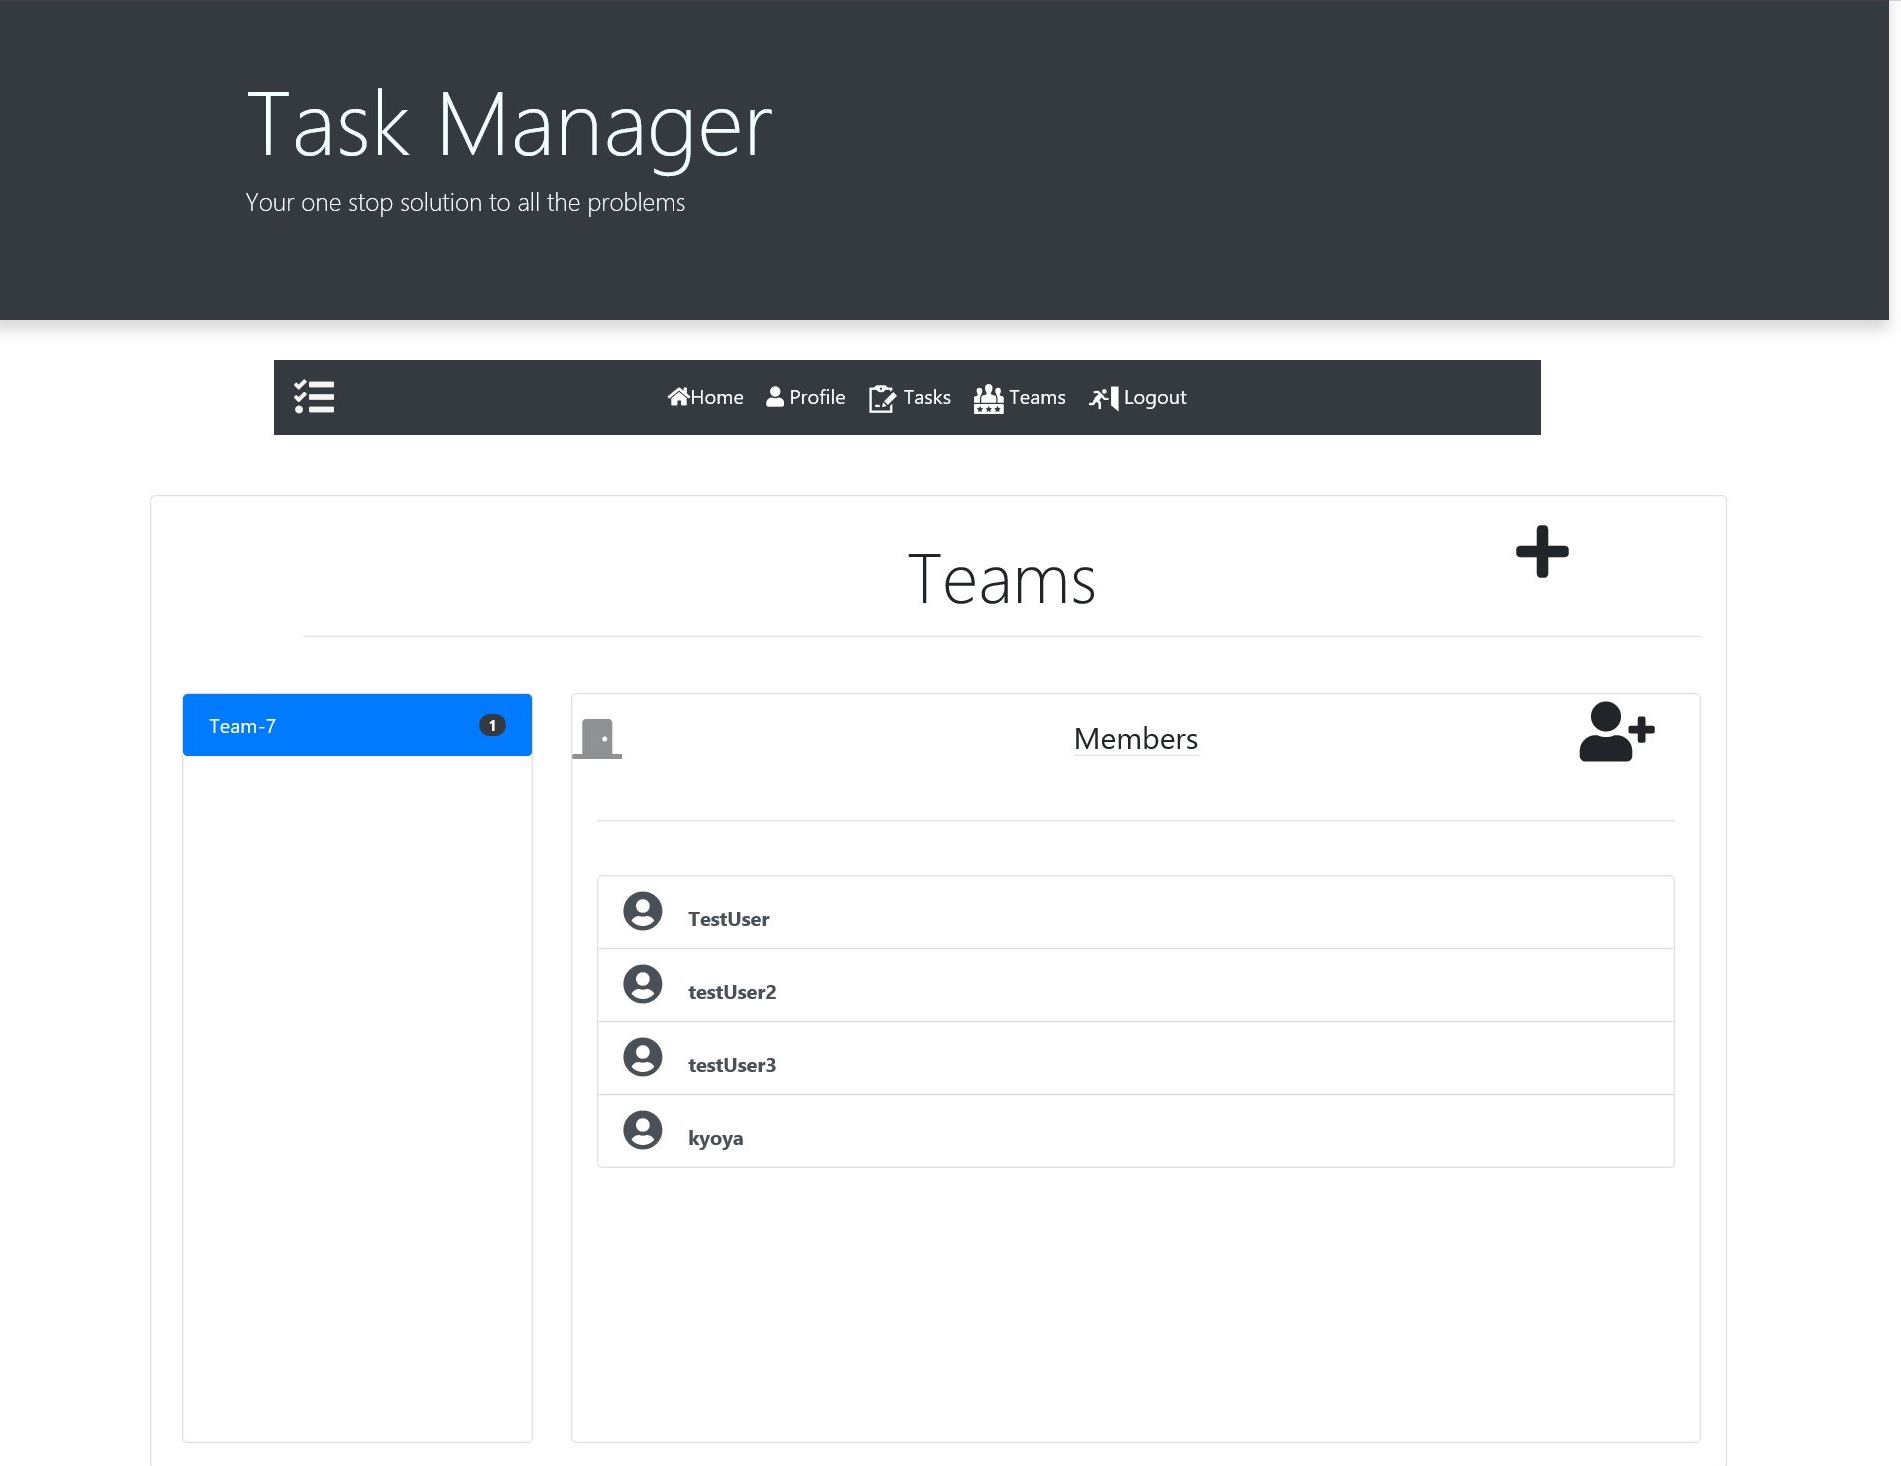 Task Manager
Your one stop solution to all the problems
Home Profile Tasks Teams Logout
Teams
Team-7 1
Members
TestUser
testUser2
testUser3
kyoya